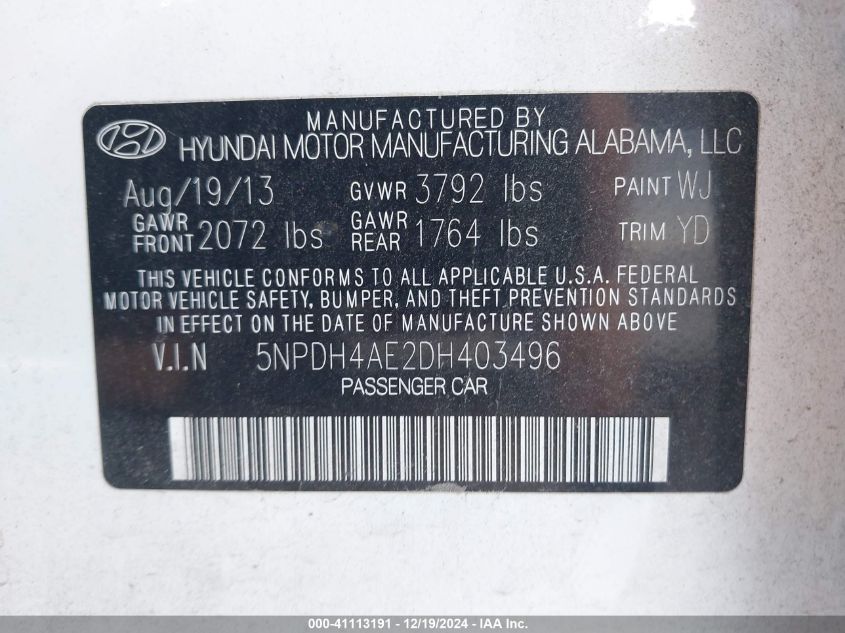 MANUFACTURED BY
HYUNDAI MOTOR MANUFACTURING ALABAMA, LLC
Aug/19/13 GVWR 3792 lbs PAINT WJ
GAWR FRONT 2072 lbs GAWR REAR 1764 lbs TRIM YD
THIS VEHICLE CONFORMS TO ALL APPLICABLE U.S.A. FEDERAL
MOTOR VEHICLE SAFETY, BUMPER, AND THEFT PREVENTION STANDARDS
IN EFFECT ON THE DATE OF MANUFACTURE SHOWN ABOVE
V.I.N 5NPDH4AE2DH403496
PASSENGER CAR
000-41113191 - 12/19/2024 - IAA Inc.